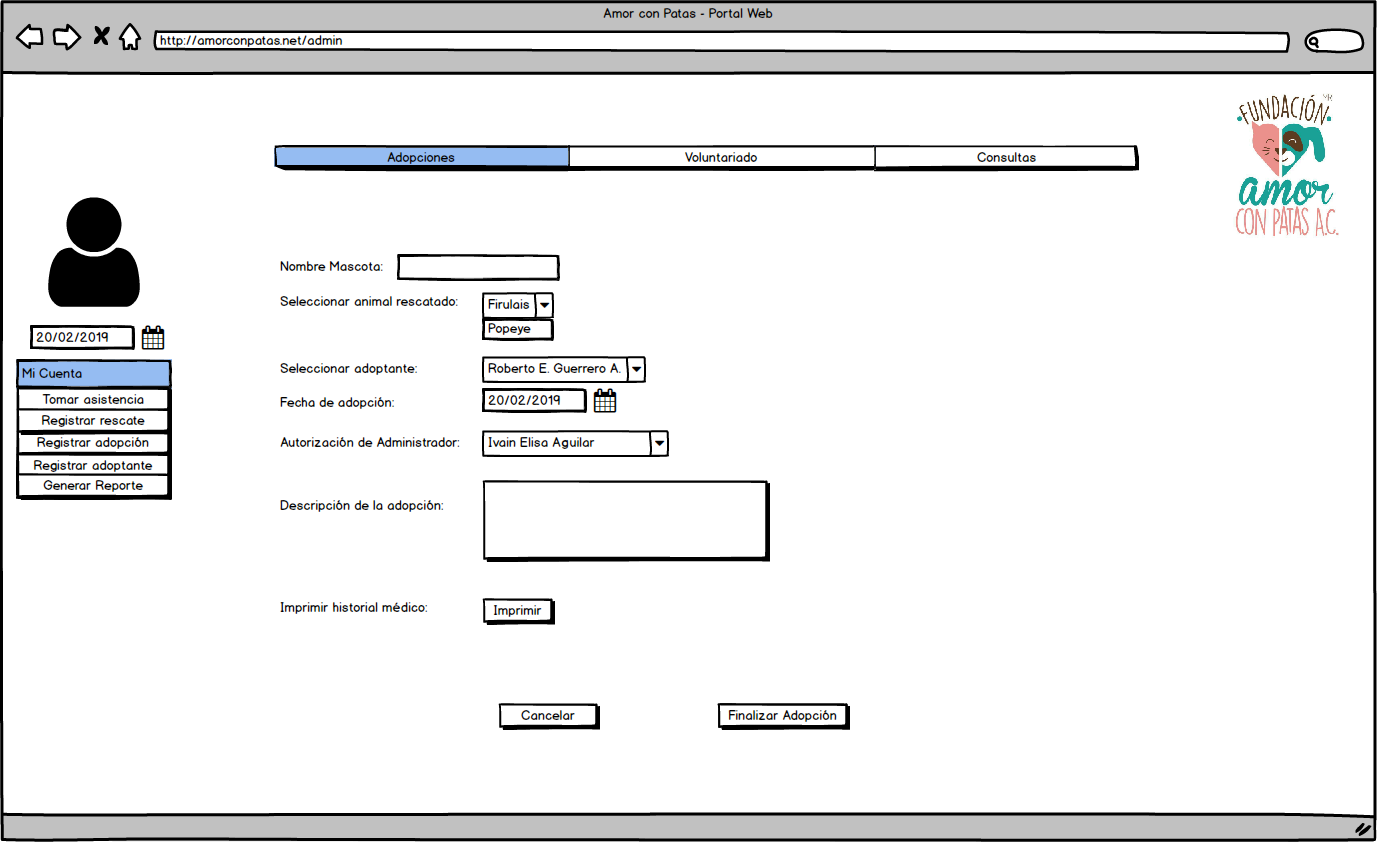 Amor con Patas - Portal Web
http://amorconpatas.net/admin
FUNDACIÓN
amor
CON PATAS A.C.
Adopciones
Voluntariado
Consultas
20/02/2019
Mi Cuenta
Tomar asistencia
Registrar rescate
Registrar adopción
Registrar adoptante
Generar Reporte
Nombre Mascota:
Seleccionar animal rescatado:
Firulais
Popeye
Seleccionar adoptante:
Roberto E. Guerrero A.
Fecha de adopción:
20/02/2019
Autorización de Administrador:
Ivain Elisa Aguilar
Descripción de la adopción:
Imprimir historial médico:
Imprimir
Cancelar
Finalizar Adopción